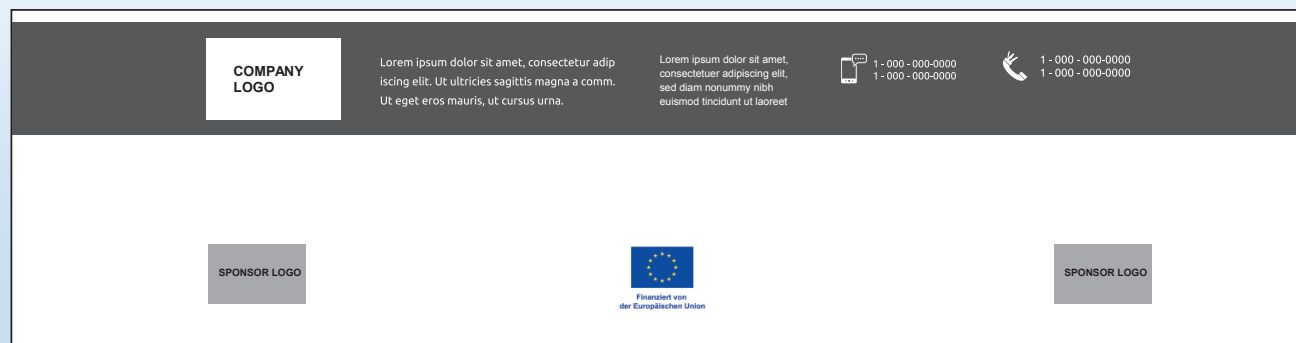 COMPANY
LOGO
Lorem ipsum dolor sit amet, consectetur adip
iscing elit. Ut ultricies sagittis magna a comm.
Ut eget eros mauris, ut cursus urna.
Lorem ipsum dolor sit amet,
consectetuer adipiscing elit,
sed diam nonummy nibh
euismod tincidunt ut laoreet
1 - 000 - 000-0000
1 - 000 - 000-0000
1 - 000 - 000-0000
1 - 000 - 000-0000
SPONSOR LOGO
Finanziert von
der Europäischen Union
SPONSOR LOGO